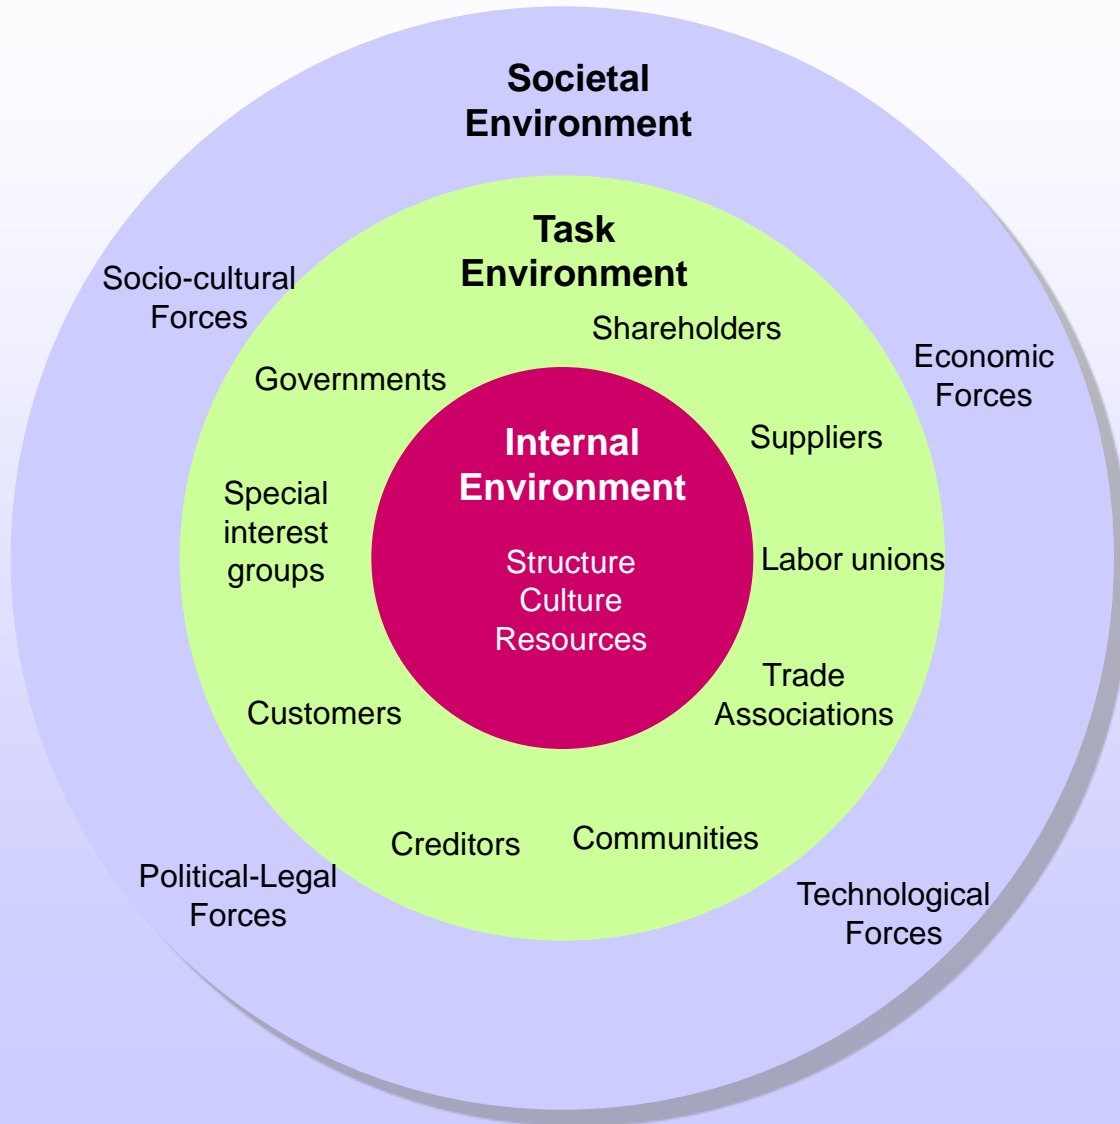 Societal
Environment
Task
Environment
Socio-cultural
Forces
Shareholders
Economic
Forces
Governments
Suppliers
Internal
Environment
Special
interest
groups
Structure
Culture
Resources
Labor unions
Trade
Associations
Customers
Creditors
Communities
Political-Legal
Forces
Technological
Forces